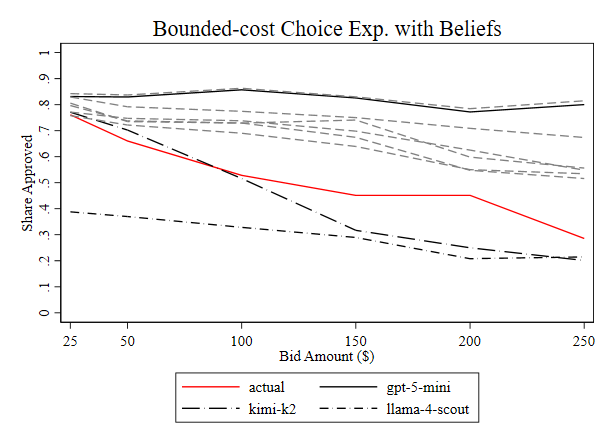 Bounded-cost Choice Exp. with Beliefs
Share Approved
1
.9
.8
.7
.6
.5
.4
.3
.2
.1
0
25 50 100 150 200 250
Bid Amount ($)
actual gpt-5-mini
kimi-k2 llama-4-scout